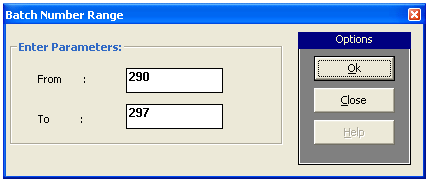 Batch Number Range
Enter Parameters:
From : 290
To : 297
Options
Ok
Close
Help